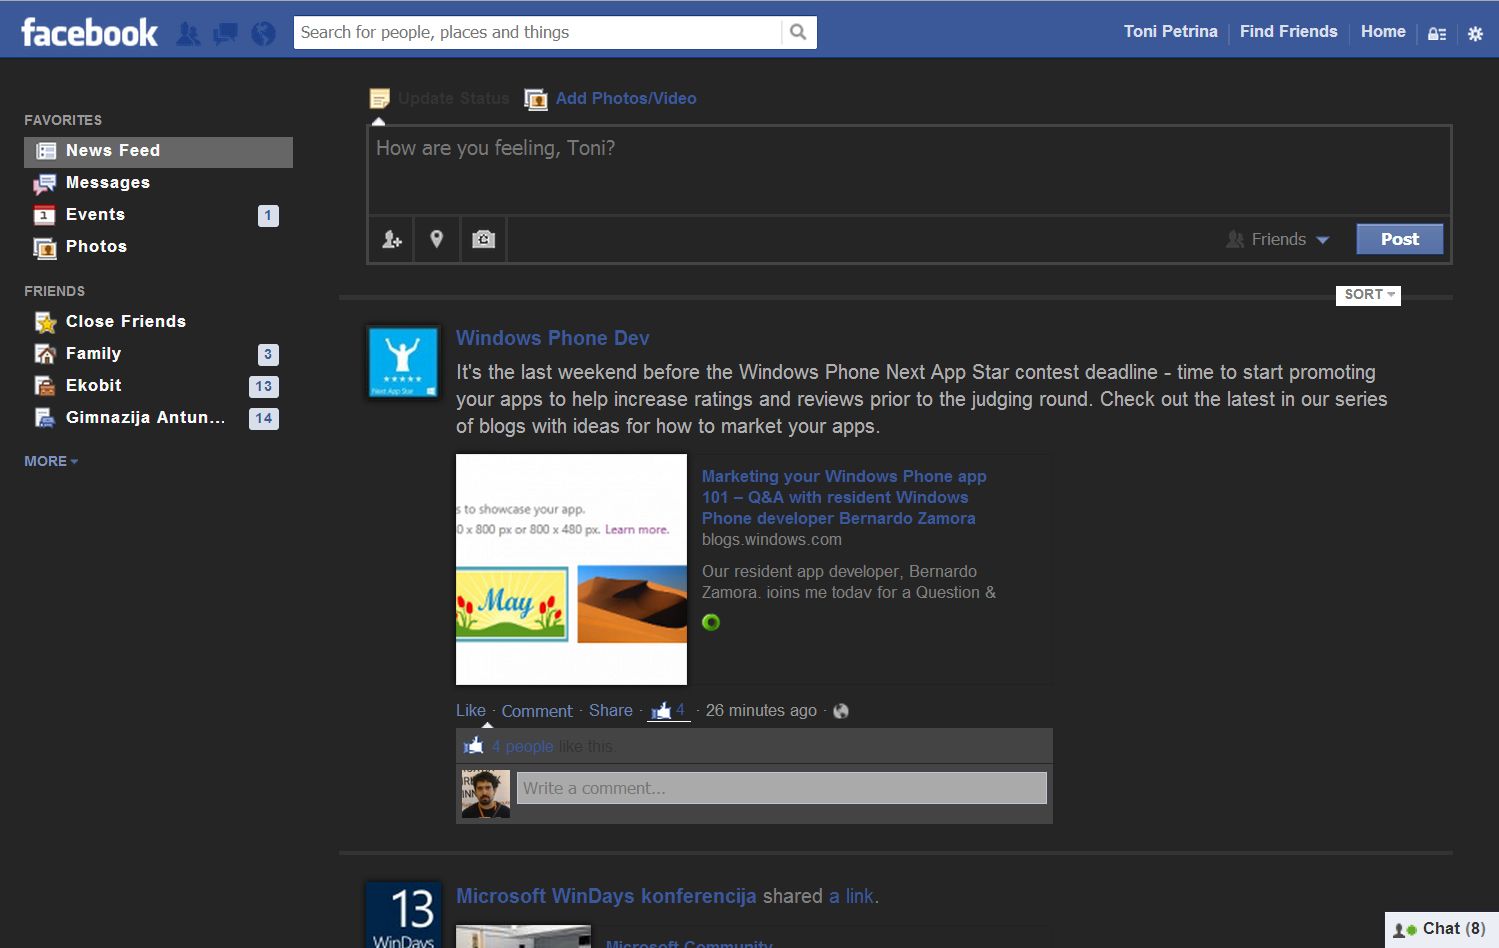 facebook
Search for people, places and things
Toni Petrina
Find Friends
Home
FAVORITES
News Feed
Messages
Events 1
Photos
FRIENDS
Close Friends
Family 3
Ekobit 13
Gimnazija Antun... 14
MORE
Update Status
Add Photos/Video
How are you feeling, Toni?
Friends
Post
SORT
Next App Star
Windows Phone Dev
It's the last weekend before the Windows Phone Next App Star contest deadline - time to start promoting
your apps to help increase ratings and reviews prior to the judging round. Check out the latest in our series
of blogs with ideas for how to market your apps.
s to showcase your app.
0 x 800 px or 800 x 480 px. Learn more.
May
Marketing your Windows Phone app
101 – Q&A with resident Windows
Phone developer Bernardo Zamora
blogs.windows.com
Our resident app developer, Bernardo
Zamora, joins me today for a Question &
Like · Comment · Share · 4 · 26 minutes ago ·
4 people like this.
Write a comment...
13
WinDays
Microsoft WinDays konferencija shared a link.
Microsoft Community
Chat (8)